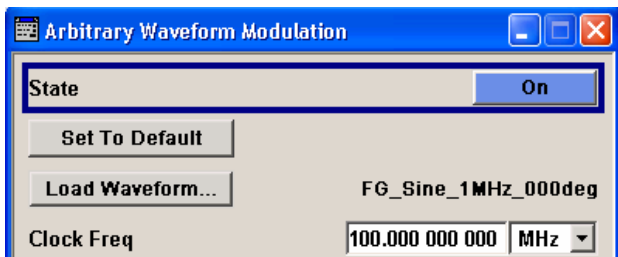 Arbitrary Waveform Modulation
State On
Set To Default
Load Waveform... FG_Sine_1MHz_000deg
Clock Freq 100.000 000 000 MHz